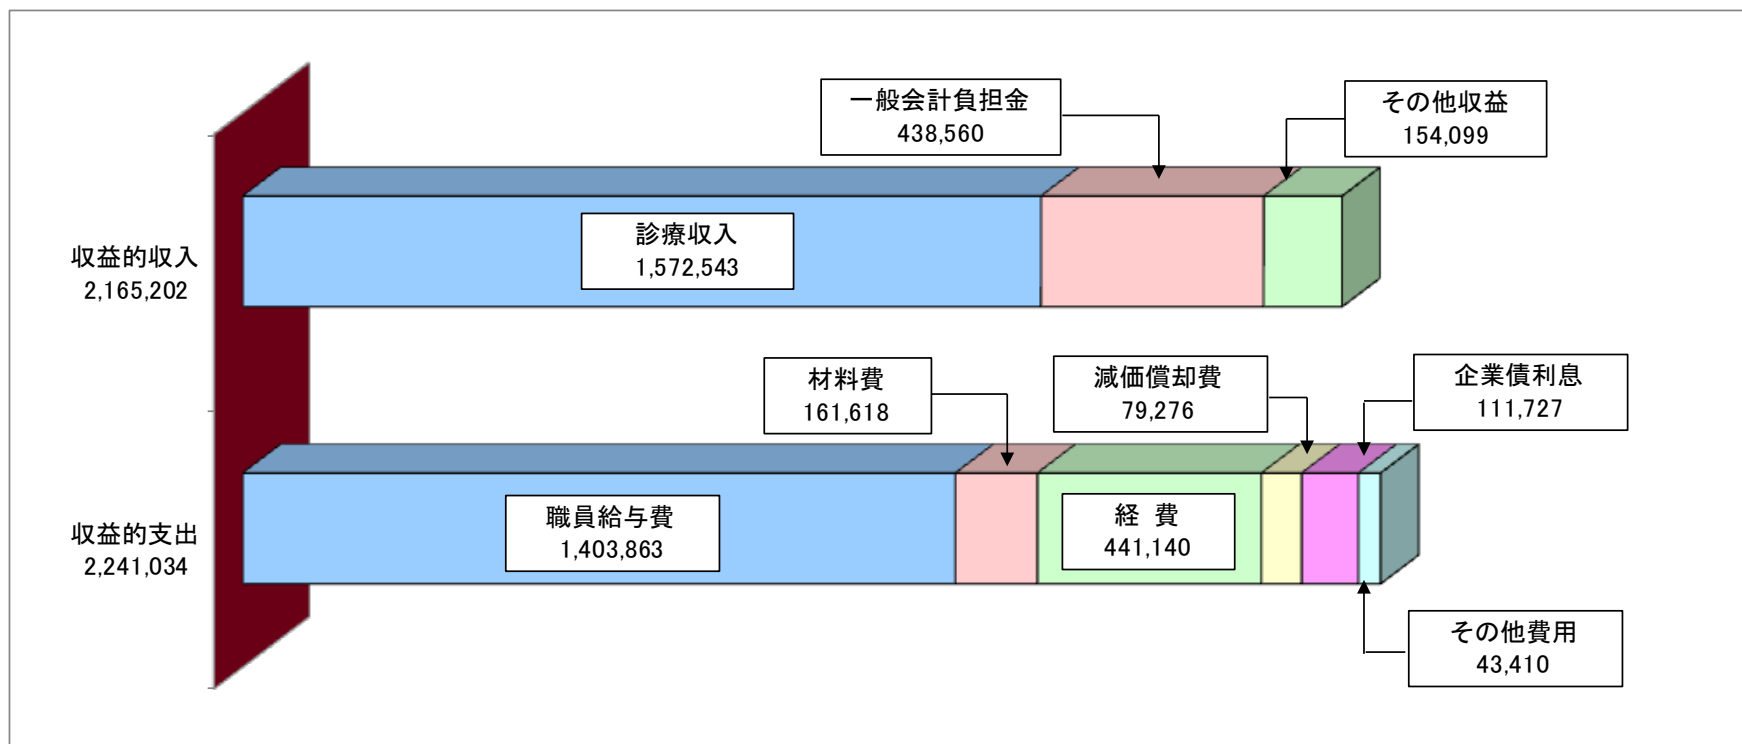 一般会計負担金
438,560
その他収益
154,099
診療収入
1,572,543
収益的収入
2,165,202
材料費
161,618
減価償却費
79,276
企業債利息
111,727
職員給与費
1,403,863
経 費
441,140
収益的支出
2,241,034
その他費用
43,410